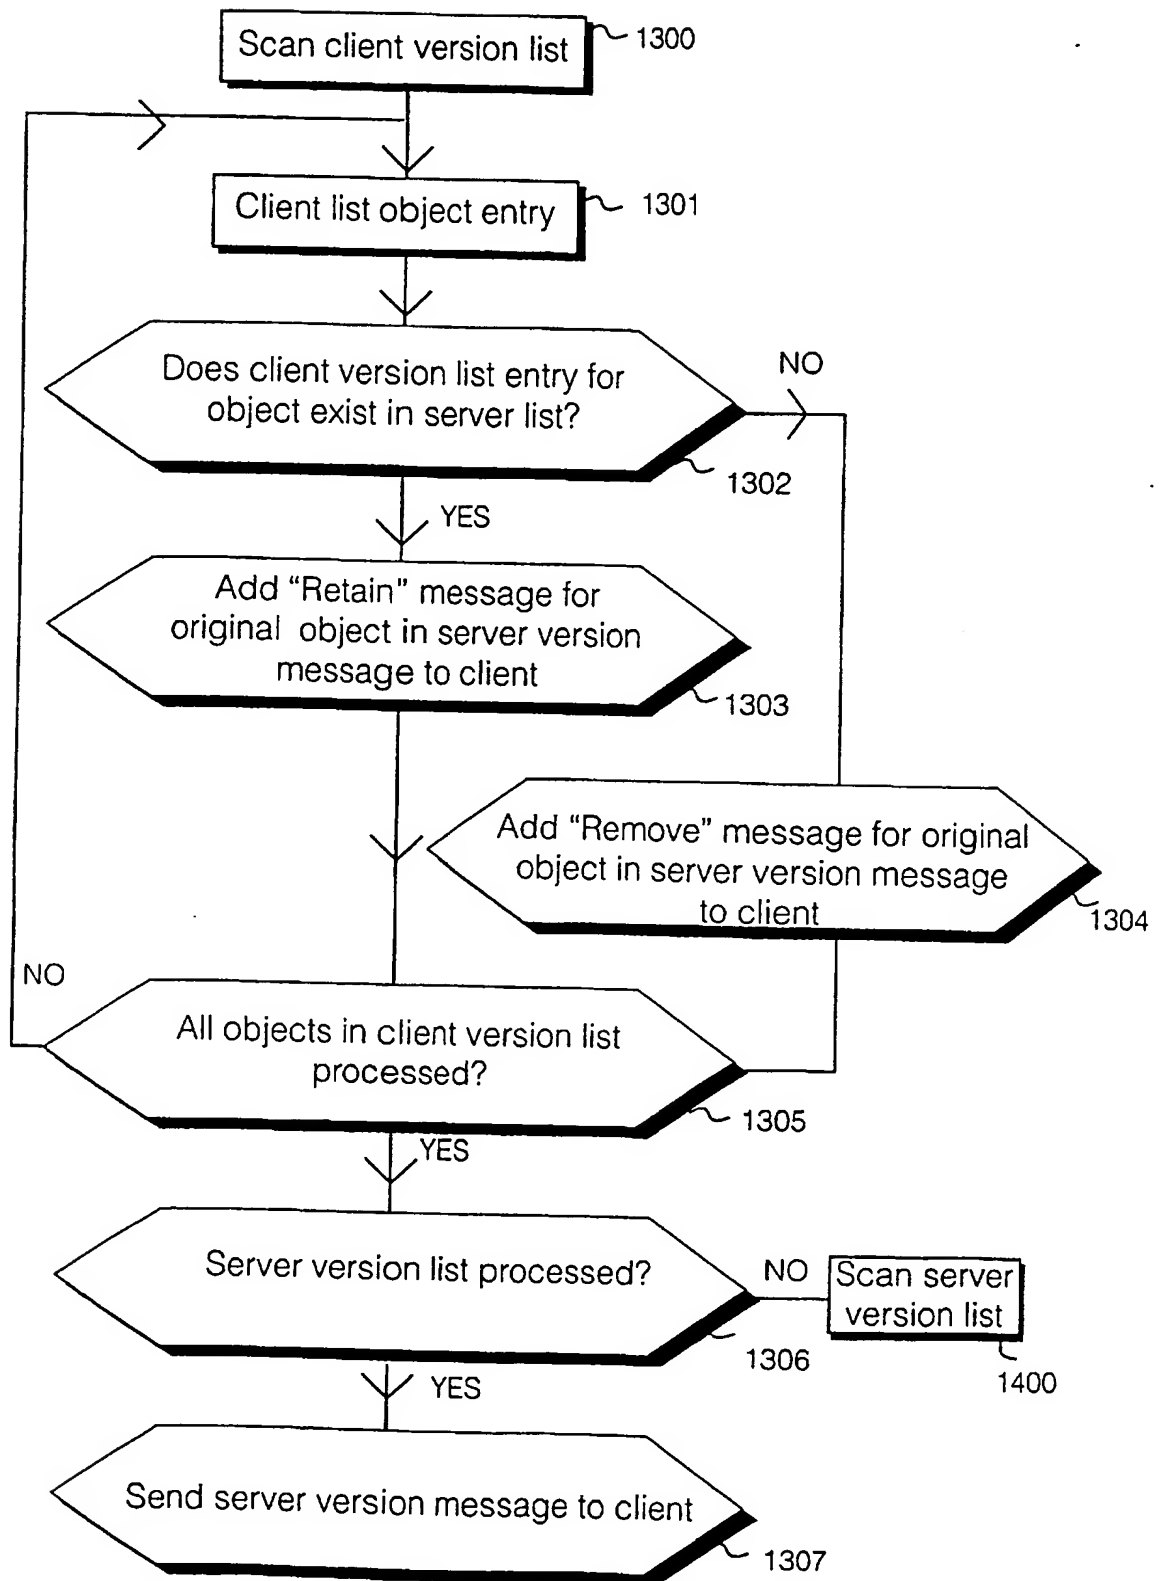 Scan client version list
1300
Client list object entry
1301
Does client version list entry for
object exist in server list?
NO
1302
YES
Add “Retain” message for
original object in server version
message to client
1303
Add “Remove” message for original
object in server version message
to client
1304
NO
All objects in client version list
processed?
1305
YES
Server version list processed?
NO
Scan server
version list
1306
1400
YES
Send server version message to client
1307